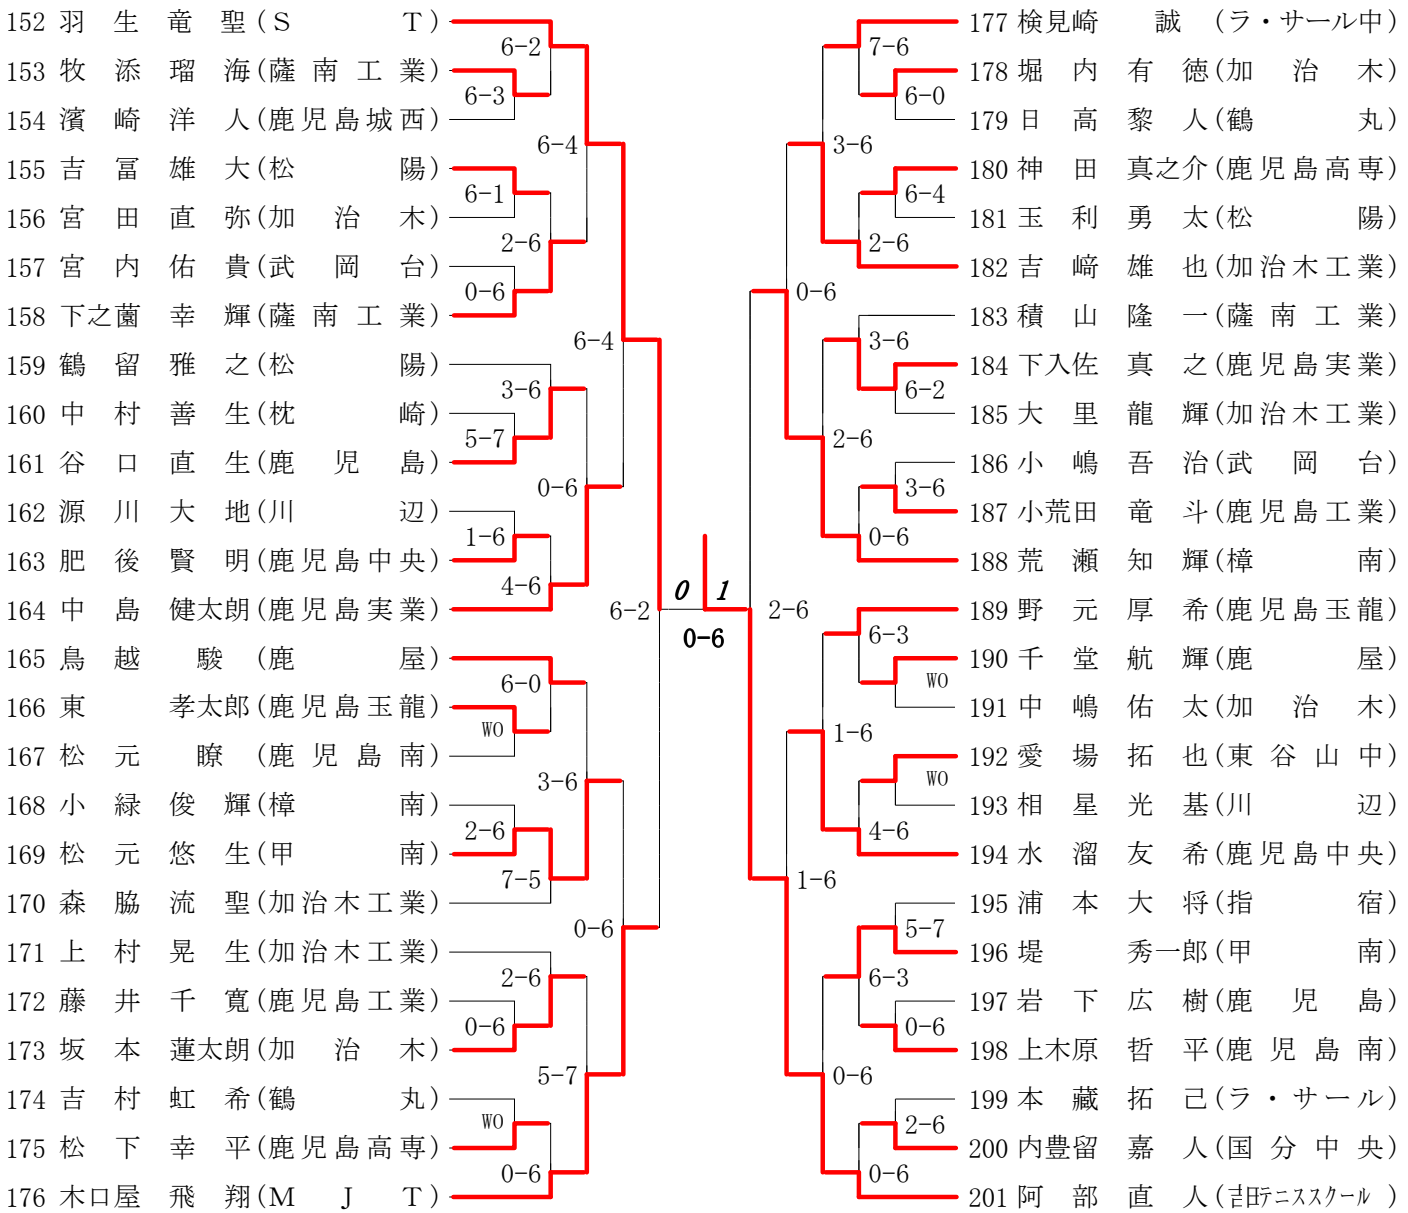 152 羽生竜聖(ST)
153 牧添瑠海(薩南工業)
154 濵崎洋人(鹿児島城西)
155 吉冨雄大(松陽)
156 宮田直弥(加治木)
157 宮内佑貴(武岡台)
158 下之薗幸輝(薩南工業)
159 鶴留雅之(松陽)
160 中村善生(枕崎)
161 谷口直生(鹿児島)
162 源川大地(川辺)
163 肥後賢明(鹿児島中央)
164 中島健太朗(鹿児島実業)
165 鳥越駿(鹿屋)
166 東孝太郎(鹿児島玉龍)
167 松元瞭(鹿児島南)
168 小緑俊輝(樟南)
169 松元悠生(甲南)
170 森脇流聖(加治木工業)
171 上村晃生(加治木工業)
172 藤井千寛(鹿児島工業)
173 坂本蓮太朗(加治木)
174 吉村虹希(鶴丸)
175 松下幸平(鹿児島高専)
176 木口屋飛翔(MJT)
6-2
6-3
6-4
6-1
2-6
0-6
6-4
3-6
5-7
0-6
1-6
4-6
6-2
6-0
WO
3-6
2-6
7-5
0-6
2-6
0-6
5-7
WO
0-6
0 1
0-6
177 検見崎誠(ラ・サール中)
178 堀内有徳(加治木)
179 日高黎人(鶴丸)
180 神田真之介(鹿児島高専)
181 玉利勇太(松陽)
182 吉﨑雄也(加治木工業)
183 積山隆一(薩南工業)
184 下入佐真之(鹿児島実業)
185 大里龍輝(加治木工業)
186 小嶋吾治(武岡台)
187 小荒田竜斗(鹿児島工業)
188 荒瀬知輝(樟南)
189 野元厚希(鹿児島玉龍)
190 千堂航輝(鹿屋)
191 中嶋佑太(加治木)
192 愛場拓也(東谷山中)
193 相星光基(川辺)
194 水溜友希(鹿児島中央)
195 浦本大将(指宿)
196 堤秀一郎(甲南)
197 岩下広樹(鹿児島)
198 上木原哲平(鹿児島南)
199 本藏拓己(ラ・サール)
200 内豊留嘉人(国分中央)
201 阿部直人(吉田テニススクール)
7-6
6-0
3-6
6-4
2-6
0-6
3-6
6-2
2-6
3-6
0-6
2-6
6-3
WO
1-6
WO
4-6
1-6
5-7
6-3
0-6
0-6
2-6
0-6